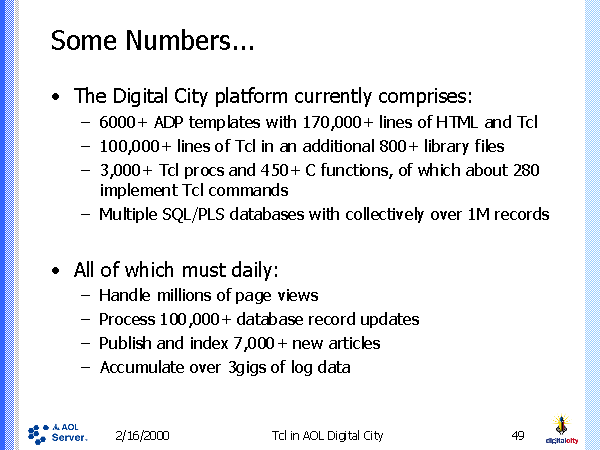 Some Numbers...
• The Digital City platform currently comprises:
– 6000+ ADP templates with 170,000+ lines of HTML and Tcl
– 100,000+ lines of Tcl in an additional 800+ library files
– 3,000+ Tcl procs and 450+ C functions, of which about 280
implement Tcl commands
– Multiple SQL/PLS databases with collectively over 1M records
• All of which must daily:
– Handle millions of page views
– Process 100,000+ database record updates
– Publish and index 7,000+ new articles
– Accumulate over 3gigs of log data
AOL
Server.
2/16/2000
Tcl in AOL Digital City
49
digitalcity